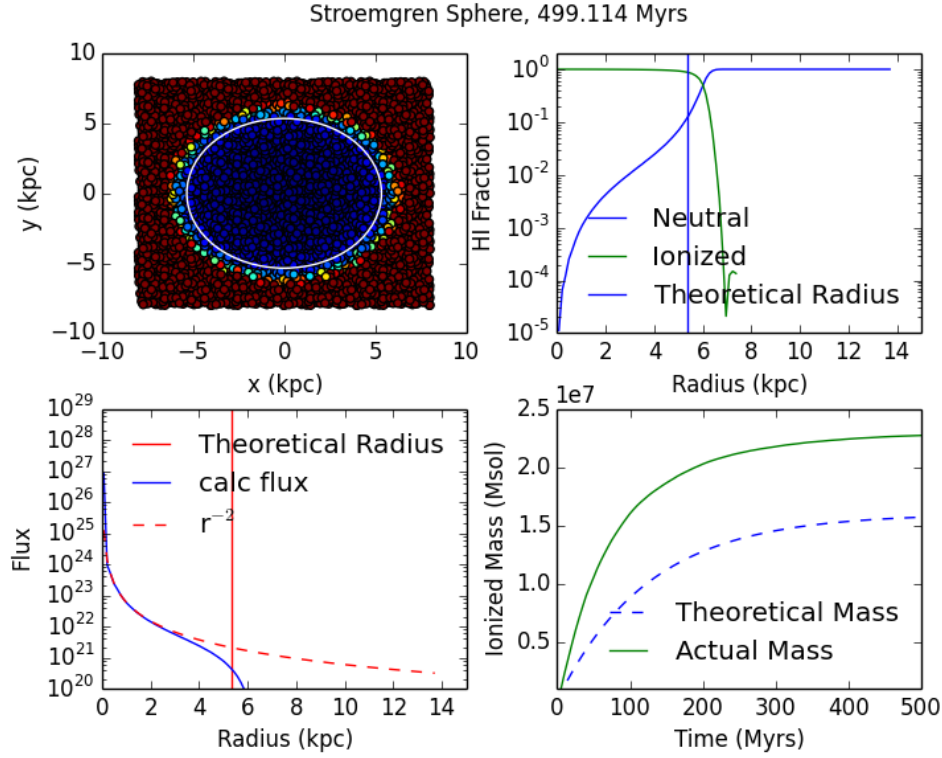 Stroemgren Sphere, 499.114 Myrs
10
5
0
−5
−10
y (kpc)
−10
−5
0
5
10
x (kpc)
10^0
10^-1
10^-2
10^-3
10^-4
10^-5
HI Fraction
Neutral
Ionized
Theoretical Radius
0
2
4
6
8
10
12
14
Radius (kpc)
10^29
10^28
10^27
10^26
10^25
10^24
10^23
10^22
10^21
10^20
Flux
Theoretical Radius
calc flux
r^−2
0
2
4
6
8
10
12
14
Radius (kpc)
1e7
2.5
2.0
1.5
1.0
0.5
Ionized Mass (Msol)
Theoretical Mass
Actual Mass
0
100
200
300
400
500
Time (Myrs)